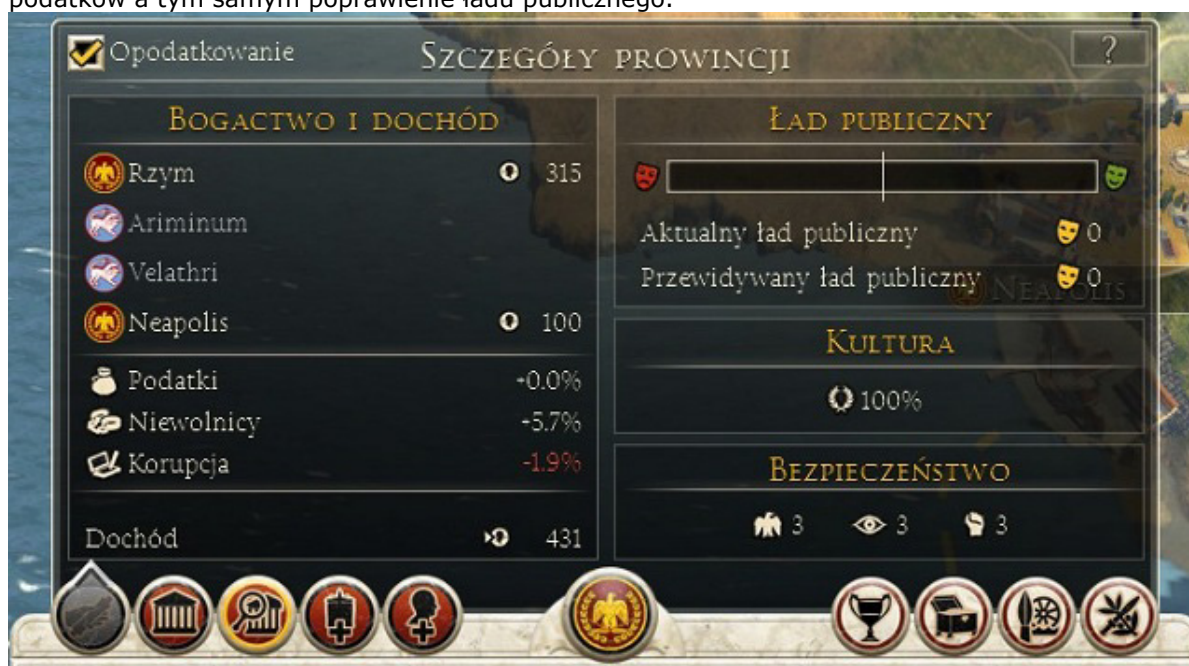 podatków a tym samym poprawienie ładu publicznego.
Opodatkowanie
SZCZEGÓŁY PROWINCJI
?
BOGACTWO I DOCHÓD
Rzym 315
Ariminum
Velathri
Neapolis 100
Podatki +0.0%
Niewolnicy +5.7%
Korupcja -1.9%
Dochód 431
ŁAD PUBLICZNY
Aktualny ład publiczny 0
Przewidywany ład publiczny 0
NEAPOLIS
KULTURA
100%
BEZPIECZEŃSTWO
3 3 3